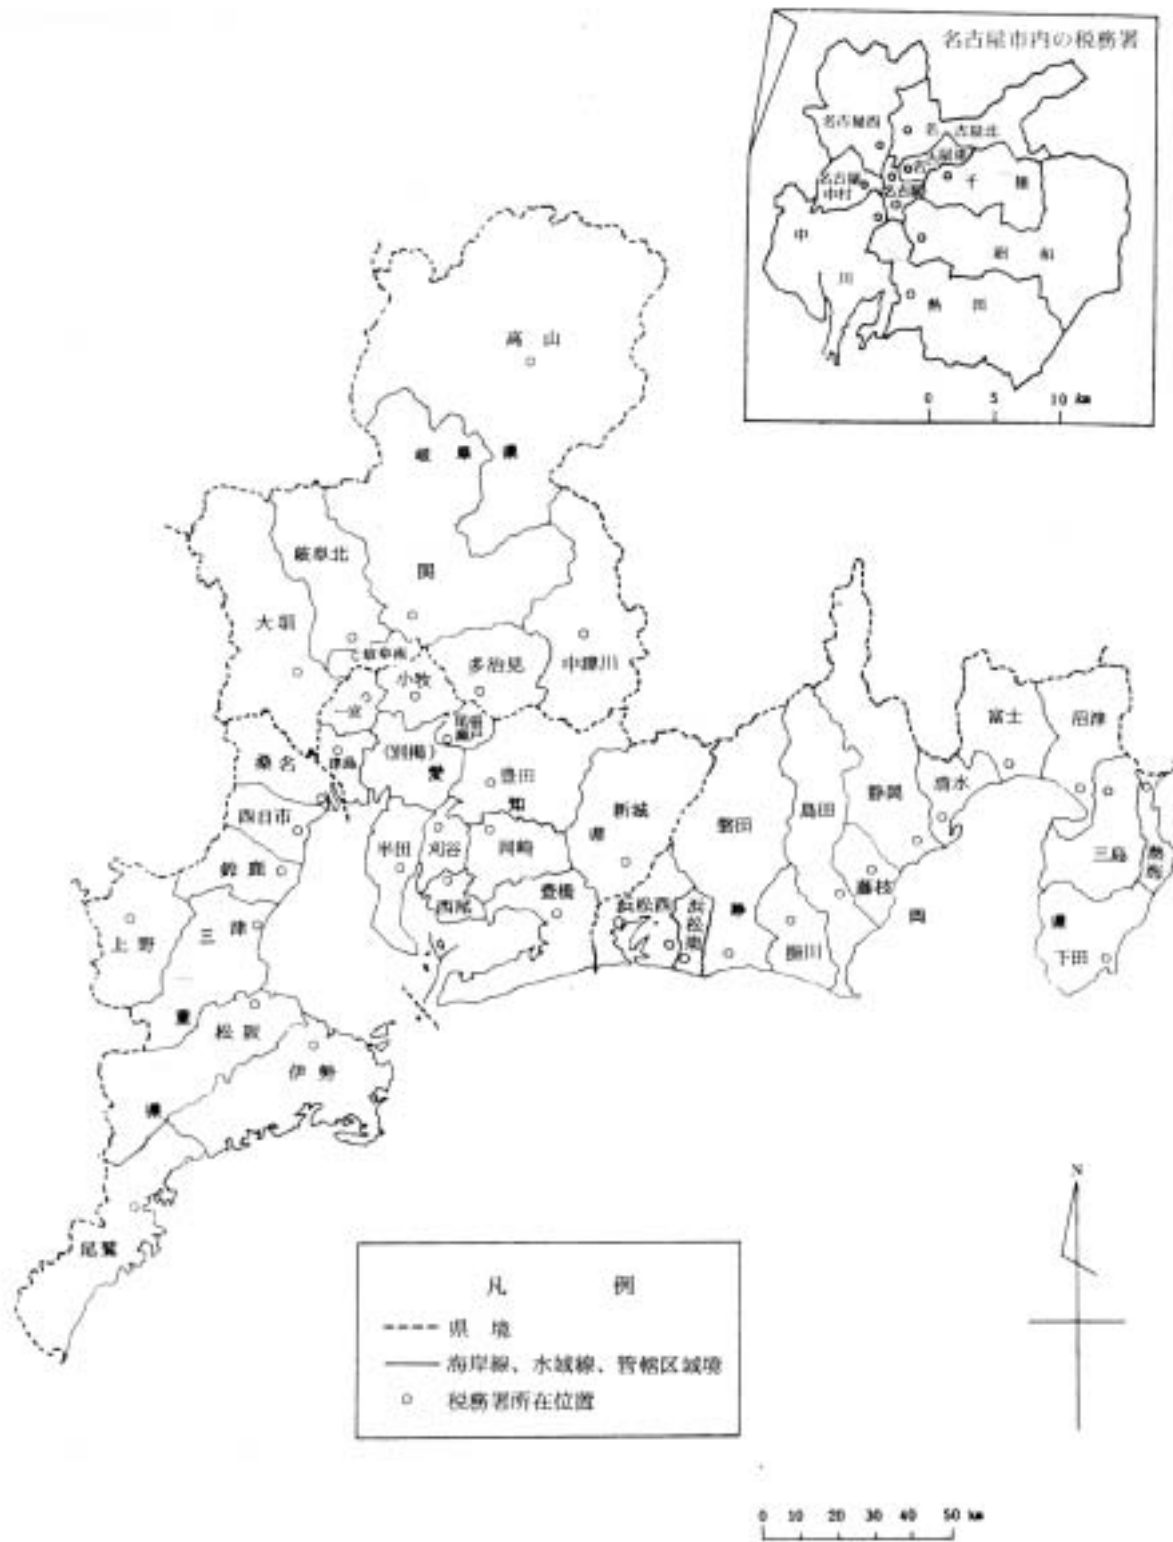 名古屋市内の税務署
名古屋西
名古屋北
名古屋東
千種
名古屋中村
名古屋
中川
昭和
熱田
0 5 10 km
高山
岐阜県
岐阜北
関
大垣
岐阜南
多治見
中津川
小牧
一宮
尾張瀬戸
(別掲)
津島
桑名
愛知県
豊田
新城
四日市
半田
刈谷
岡崎
鈴鹿
西尾
豊橋
上野
三重県
津
松阪
伊勢
尾鷲
浜松西
浜松東
磐田
掛川
島田
藤枝
静岡
清水
富士
沼津
三島
熱海
下田
静岡県
N
凡例
県境
海岸線、水域線、管轄区域境
税務署所在位置
0 10 20 30 40 50 km